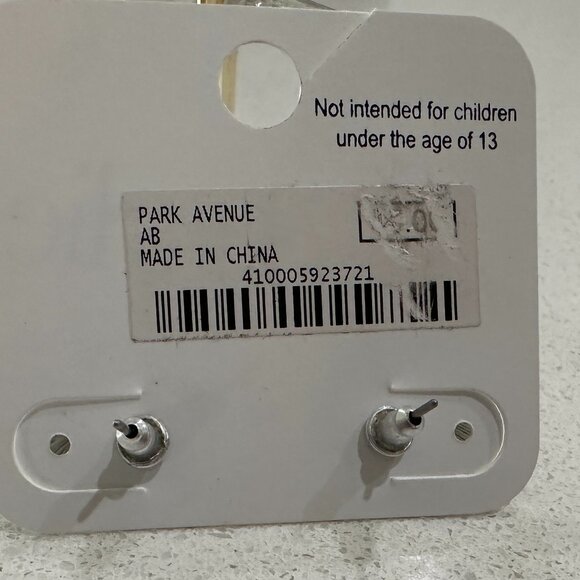 Not intended for children
under the age of 13
PARK AVENUE
AB
MADE IN CHINA
410005923721